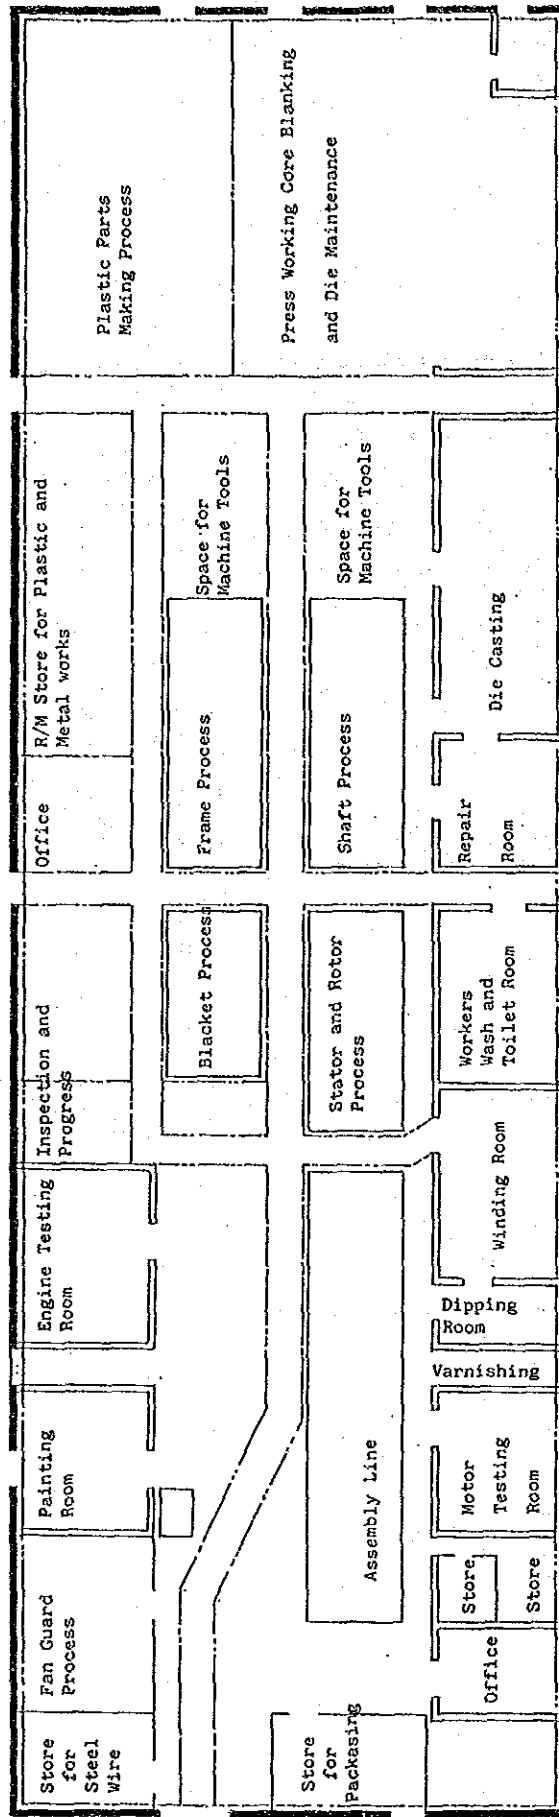 Store
for
Steel
Wire
Fan Guard
Process
Painting
Room
Engine Testing
Room
Inspection and
Progress
Office
R/M Store for Plastic and
Metal works
Plastic Parts
Making Process
Blacket Process
Frame Process
Space for
Machine Tools
Press Working Core Blanking
and Die Maintenance
Store
for
Packasing
Assembly Line
Stator and Rotor
Process
Shaft Process
Space for
Machine Tools
Office
Store
Store
Motor
Testing
Room
Varnishing
Dipping
Room
Winding Room
Workers
Wash and
Toilet Room
Repair
Room
Die Casting